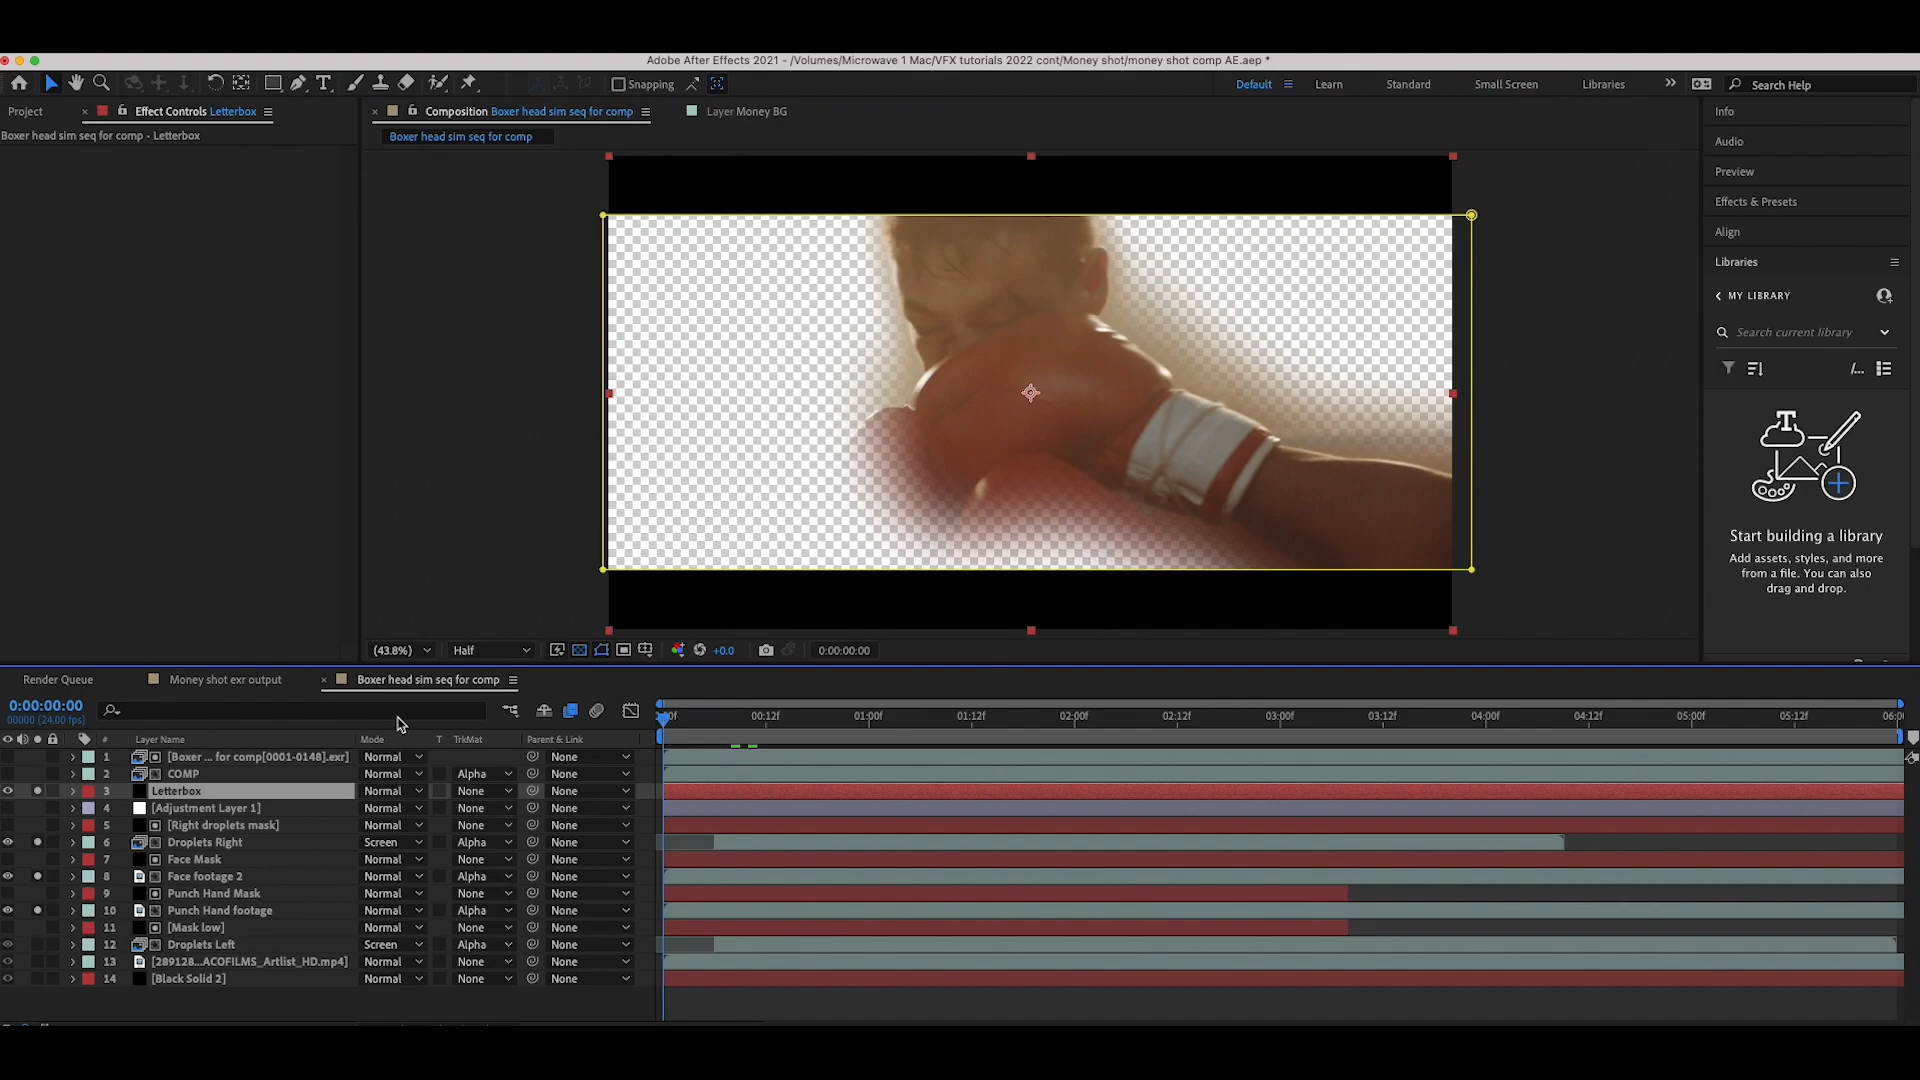 Adobe After Effects 2021 - /Volumes/Microwave 1 Mac/VFX tutorials 2022 cont/Money shot/money shot comp AE.aep *
Snapping
Default
Learn
Standard
Small Screen
Libraries
Search Help
Project
Effect Controls Letterbox
Composition Boxer head sim seq for comp
Layer Money BG
Boxer head sim seq for comp • Letterbox
Boxer head sim seq for comp
Info
Audio
Preview
Effects & Presets
Align
Libraries
MY LIBRARY
Search current library
Start building a library
Add assets, styles, and more
from a file. You can also
drag and drop.
(43.8%)
Half
+0.0
0:00:00:00
Render Queue
Money shot exr output
Boxer head sim seq for comp
0:00:00:00
00000 (24.00 fps)
00:12f
01:00f
01:12f
02:00f
02:12f
03:00f
03:12f
04:00f
04:12f
05:00f
05:12f
# Layer Name Mode T TrkMat Parent & Link
1 [Boxer ... for comp[0001-0148].exr] Normal None
2 COMP Normal Alpha None
3 Letterbox Normal None None
4 [Adjustment Layer 1] Normal None None
5 [Right droplets mask] Normal None None
6 Droplets Right Screen Alpha None
7 Face Mask Normal None None
8 Face footage 2 Normal Alpha None
9 Punch Hand Mask Normal None None
10 Punch Hand footage Normal Alpha None
11 [Mask low] Normal None None
12 Droplets Left Screen Alpha None
13 [289128...ACOFILMS_Artlist_HD.mp4] Normal None None
14 [Black Solid 2] Normal None None